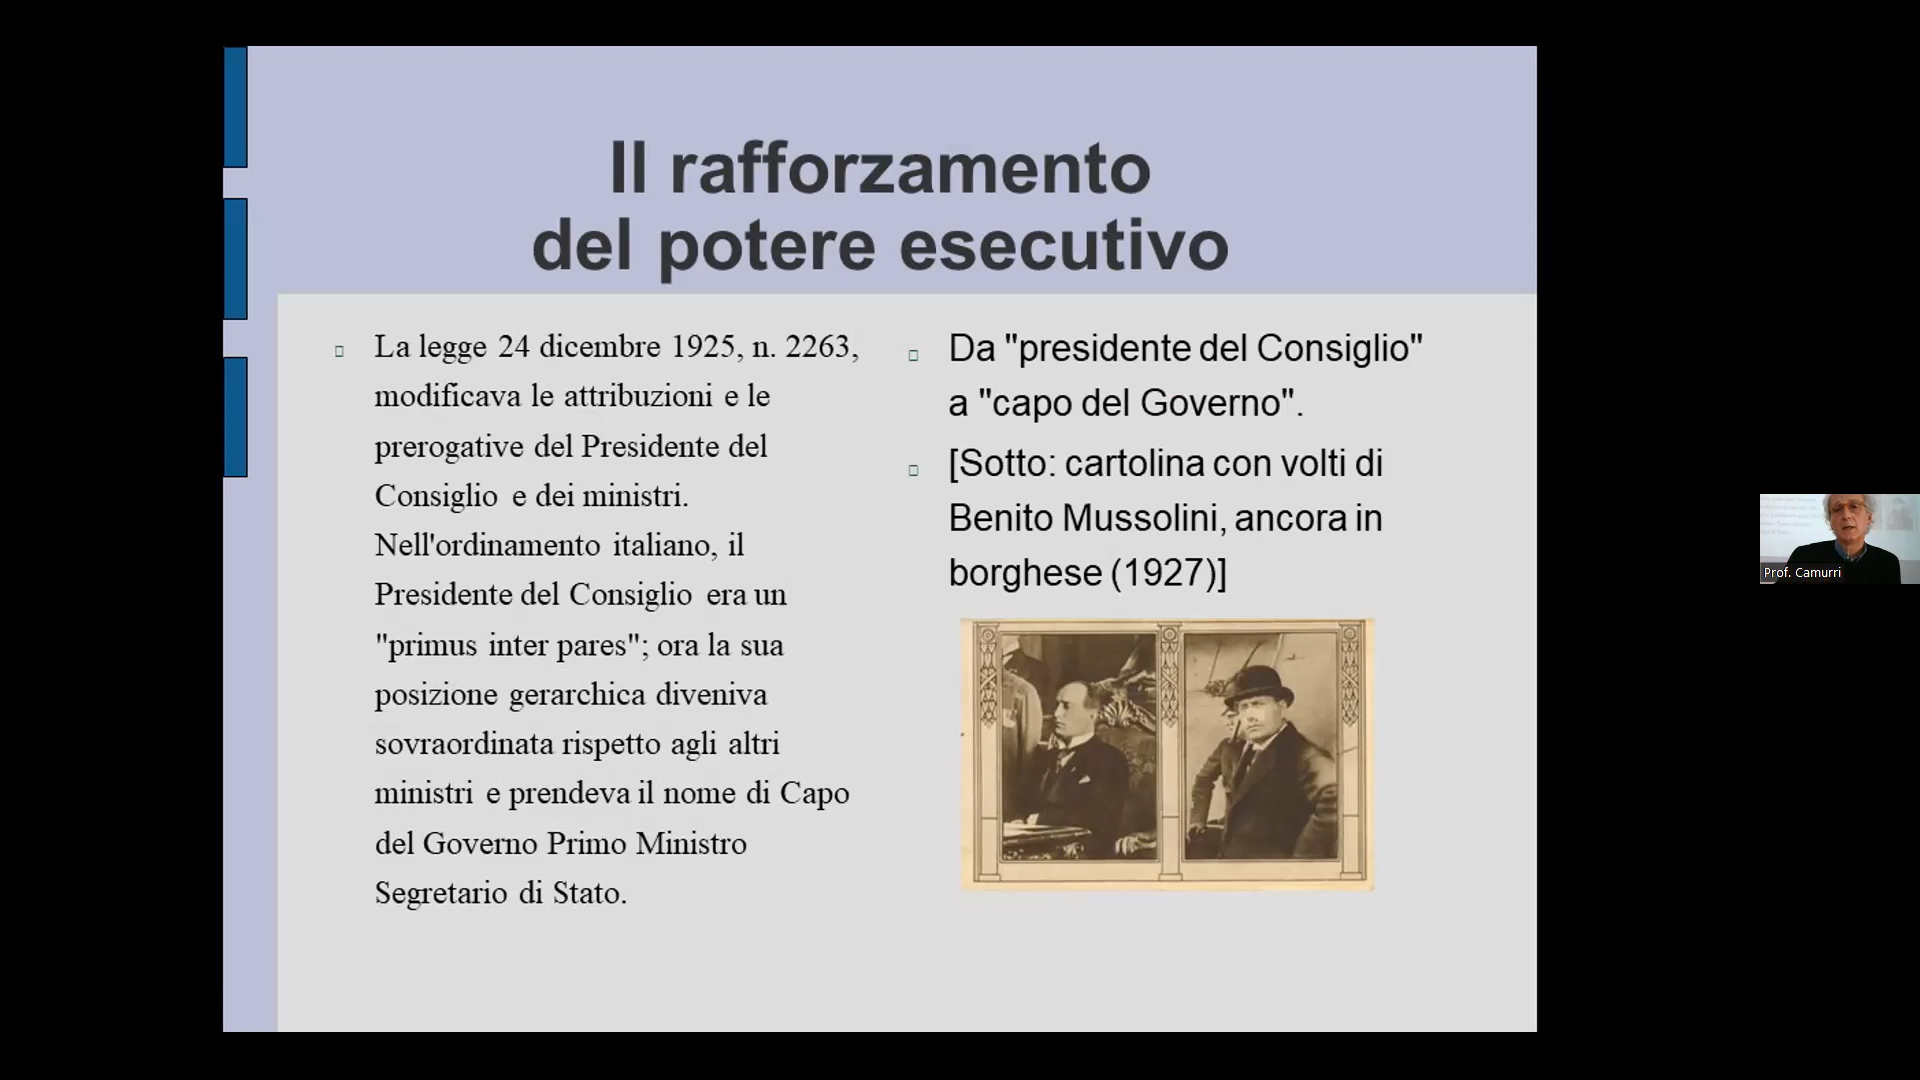 Il rafforzamento
del potere esecutivo
La legge 24 dicembre 1925, n. 2263,
modificava le attribuzioni e le
prerogative del Presidente del
Consiglio e dei ministri.
Nell'ordinamento italiano, il
Presidente del Consiglio era un
"primus inter pares"; ora la sua
posizione gerarchica diveniva
sovraordinata rispetto agli altri
ministri e prendeva il nome di Capo
del Governo Primo Ministro
Segretario di Stato.
Da "presidente del Consiglio"
a "capo del Governo".
[Sotto: cartolina con volti di
Benito Mussolini, ancora in
borghese (1927)]
Prof. Camurri